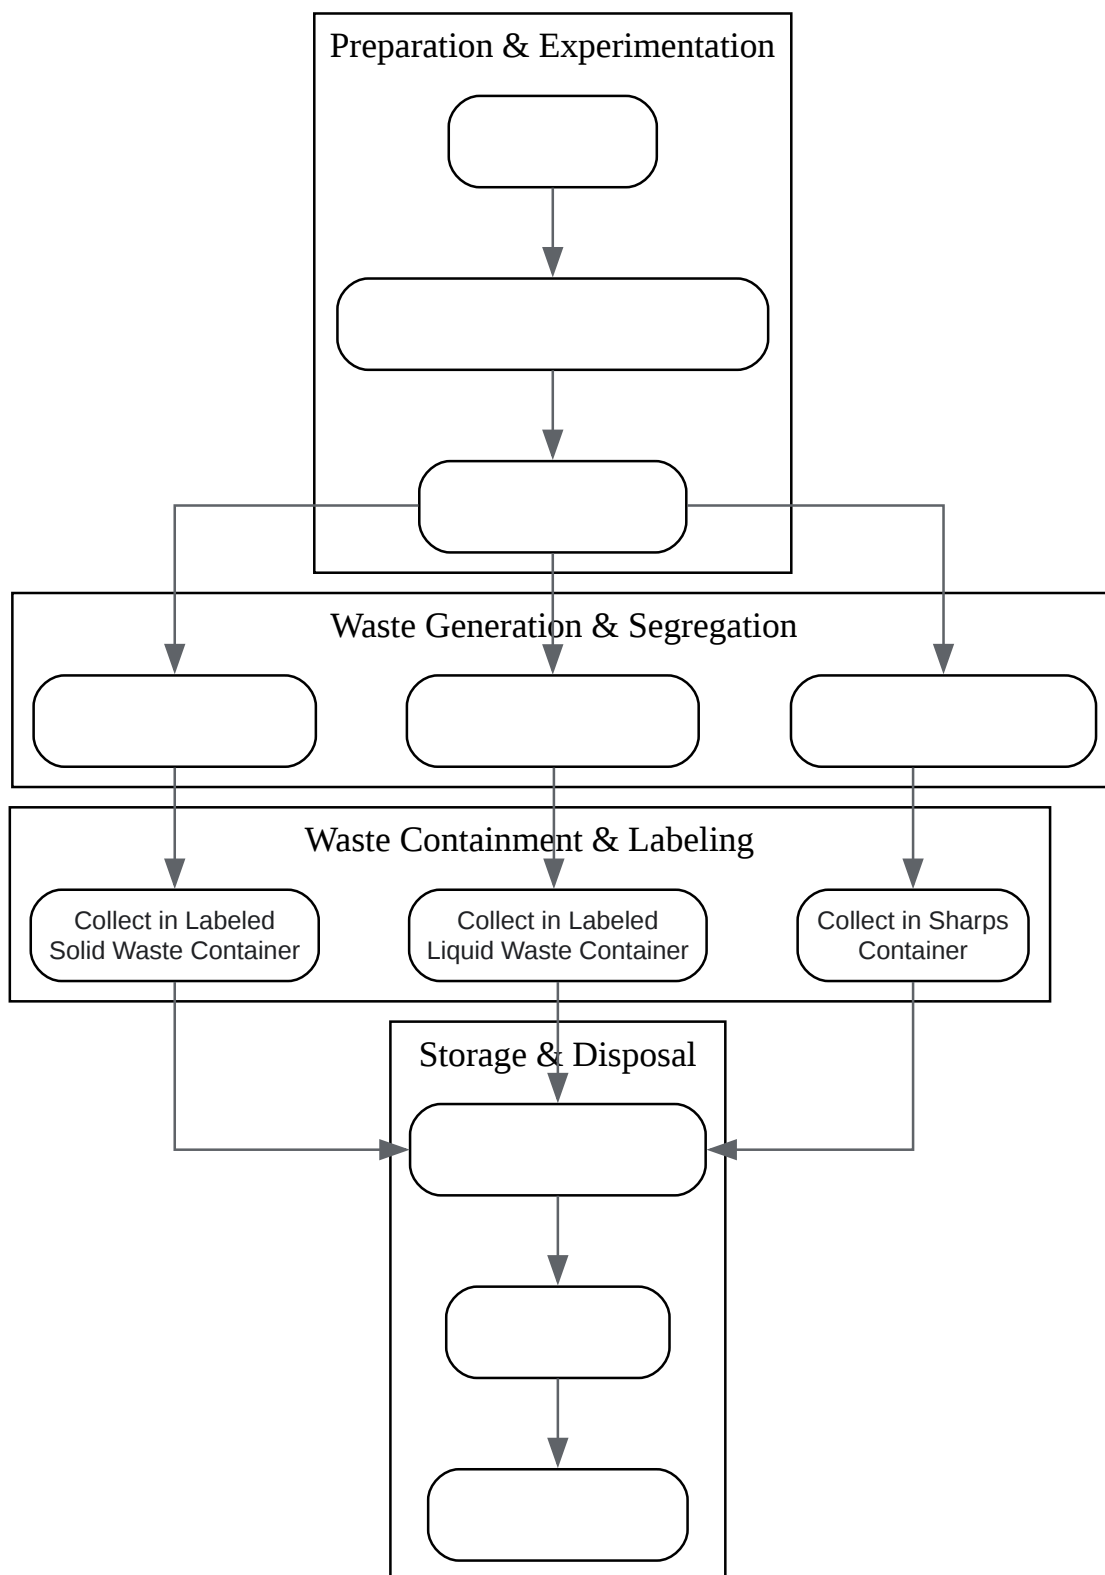 Preparation & Experimentation
Waste Generation & Segregation
Waste Containment & Labeling
Collect in Labeled
Solid Waste Container
Collect in Labeled
Liquid Waste Container
Collect in Sharps
Container
Storage & Disposal